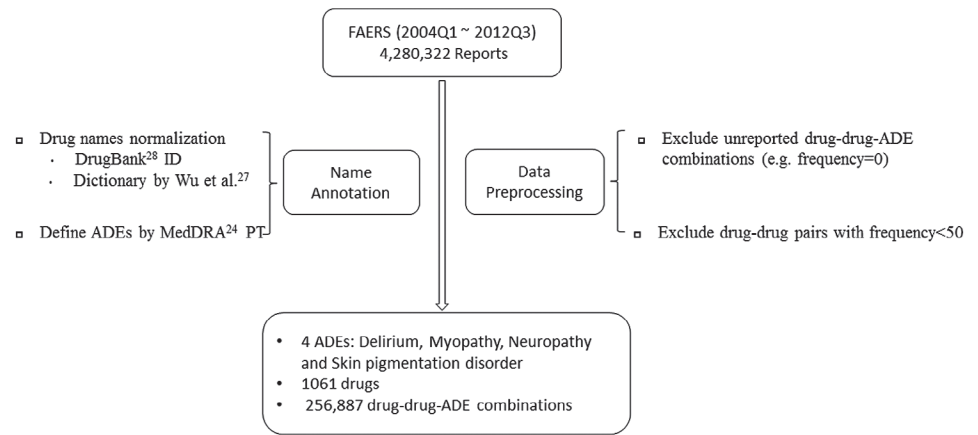 FAERS (2004Q1 ~ 2012Q3)
4,280,322 Reports
▫ Drug names normalization
· DrugBank²⁸ ID
· Dictionary by Wu et al.²⁷
▫ Define ADEs by MedDRA²⁴ PT
Name
Annotation
Data
Preprocessing
▫ Exclude unreported drug-drug-ADE
combinations (e.g. frequency=0)
▫ Exclude drug-drug pairs with frequency<50
• 4 ADEs: Delirium, Myopathy, Neuropathy
and Skin pigmentation disorder
• 1061 drugs
• 256,887 drug-drug-ADE combinations